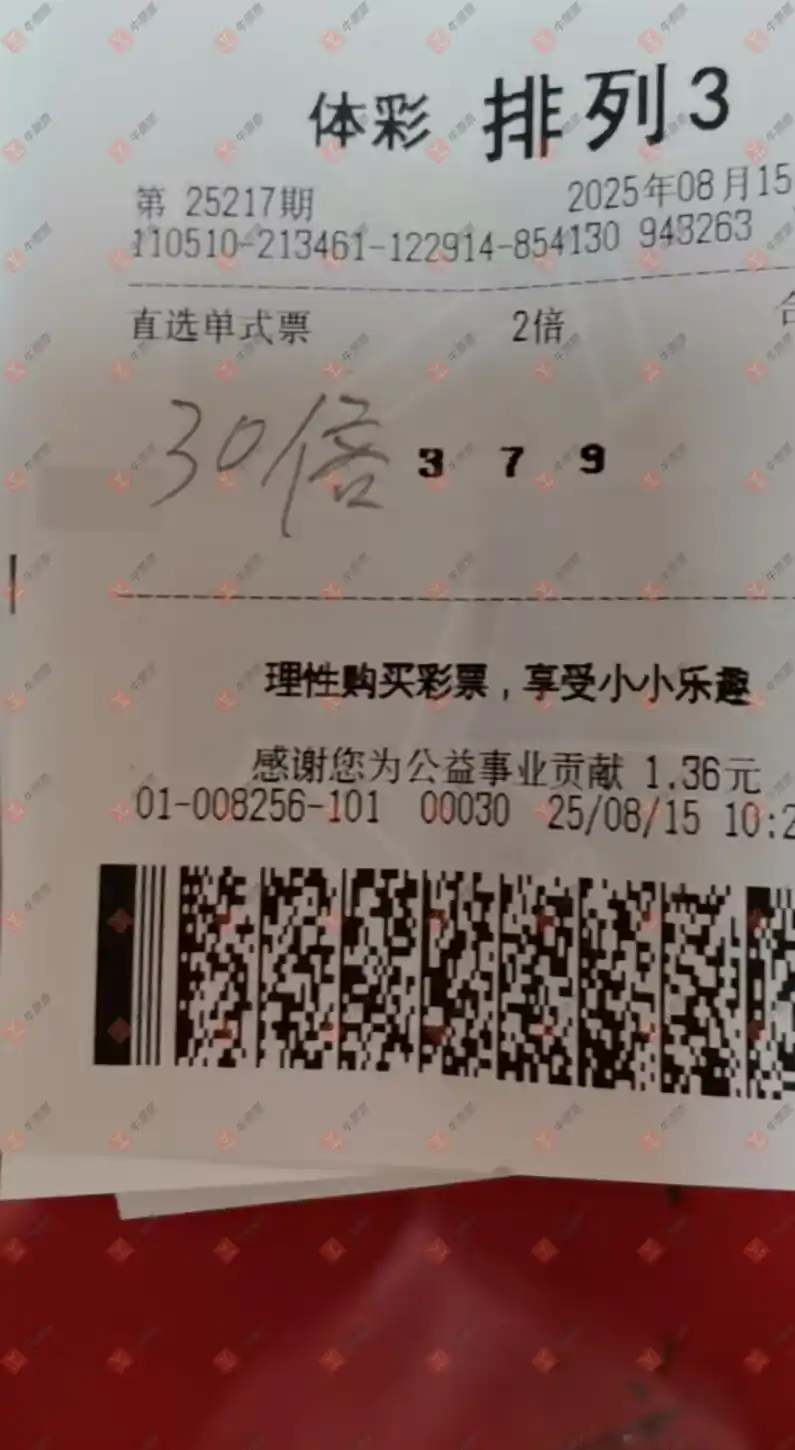 体彩 排列3
第 25217期 2025年08月15
110510-213461-122914-854130 943263
直选单式票 2倍 合
30倍 3 7 9
理性购买彩票，享受小小乐趣
感谢您为公益事业贡献 1.36元
01-008256-101 00030 25/08/15 10:2